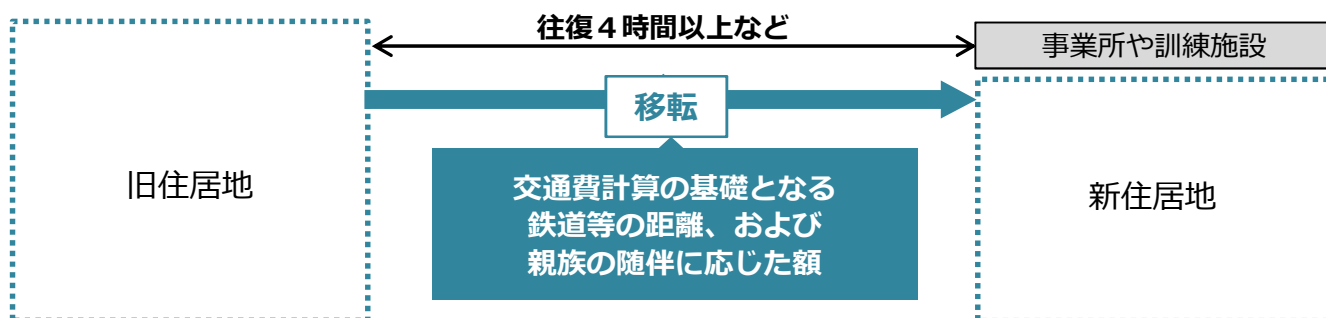 往復４時間以上など
事業所や訓練施設
移転
旧住居地
交通費計算の基礎となる
鉄道等の距離、および
親族の随伴に応じた額
新住居地